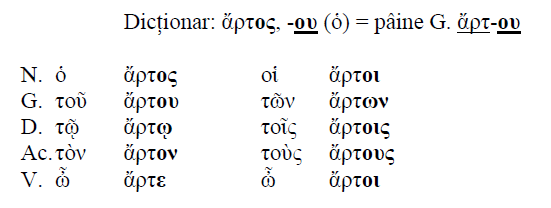 Dicționar: ἄρτος, -ου (ὁ) = pâine G. ἄρτ-ου
N. ὁ ἄρτος οἱ ἄρτοι
G. τοῦ ἄρτου τῶν ἄρτων
D. τῷ ἄρτῳ τοῖς ἄρτοις
Ac. τὸν ἄρτον τοὺς ἄρτους
V. ὦ ἄρτε ὦ ἄρτοι